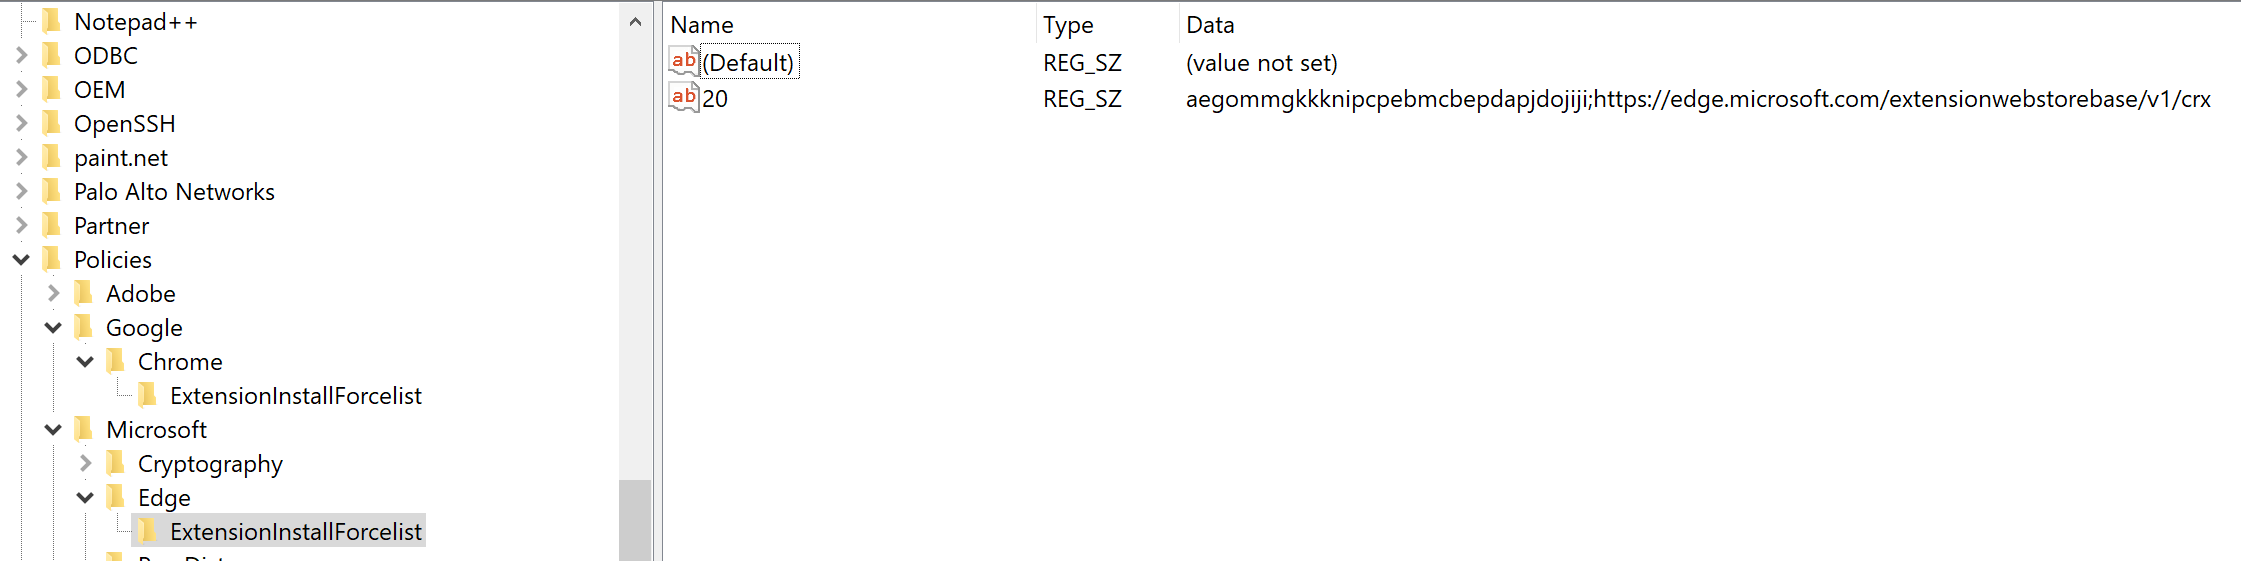 Notepad++
ODBC
OEM
OpenSSH
paint.net
Palo Alto Networks
Partner
Policies
Adobe
Google
Chrome
ExtensionInstallForcelist
Microsoft
Cryptography
Edge
ExtensionInstallForcelist
Name Type Data
ab (Default) REG_SZ (value not set)
ab 20 REG_SZ aegommgkkknipcpebmcbepdapjdojiji;https://edge.microsoft.com/extensionwebstorebase/v1/crx